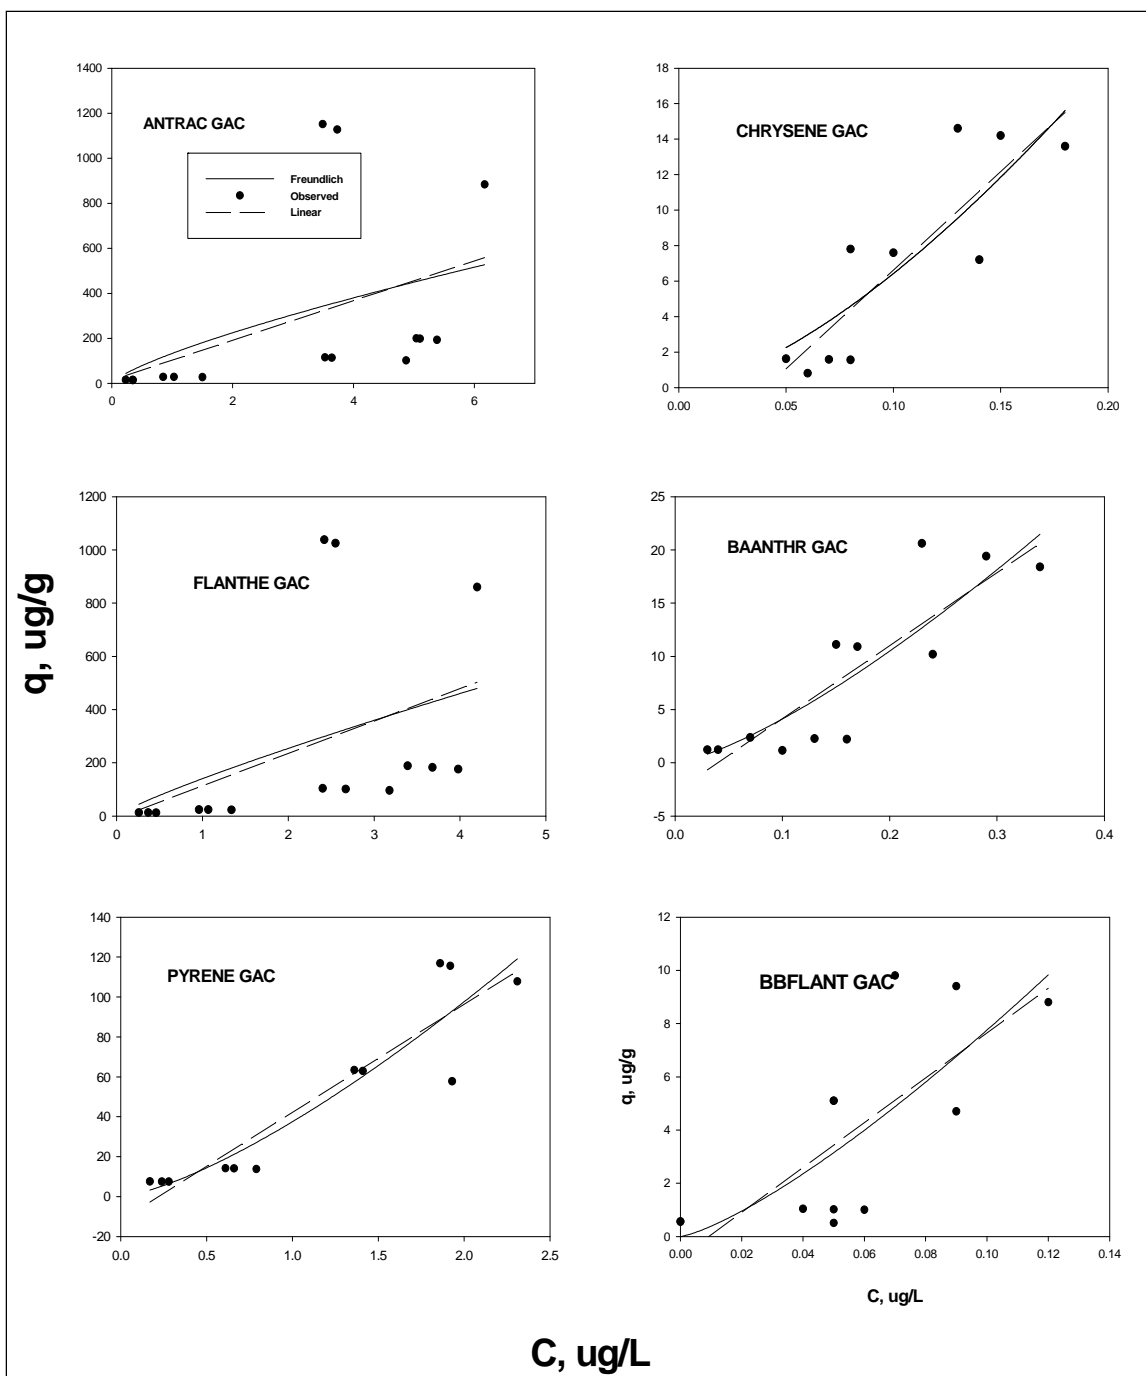 1400
1200
1000
800
600
400
200
0
0 2 4 6
ANTRAC GAC
Freundlich
Observed
Linear
18
16
14
12
10
8
6
4
2
0
0.00 0.05 0.10 0.15 0.20
CHRYSENE GAC
1200
1000
800
600
400
200
0
0 1 2 3 4 5
FLANTHE GAC
25
20
15
10
5
0
-5
0.0 0.1 0.2 0.3 0.4
BAANTHR GAC
q, ug/g
140
120
100
80
60
40
20
0
-20
0.0 0.5 1.0 1.5 2.0 2.5
PYRENE GAC
12
10
8
6
4
2
0
0.00 0.02 0.04 0.06 0.08 0.10 0.12 0.14
BBFLANT GAC
q, ug/g
C, ug/L
C, ug/L